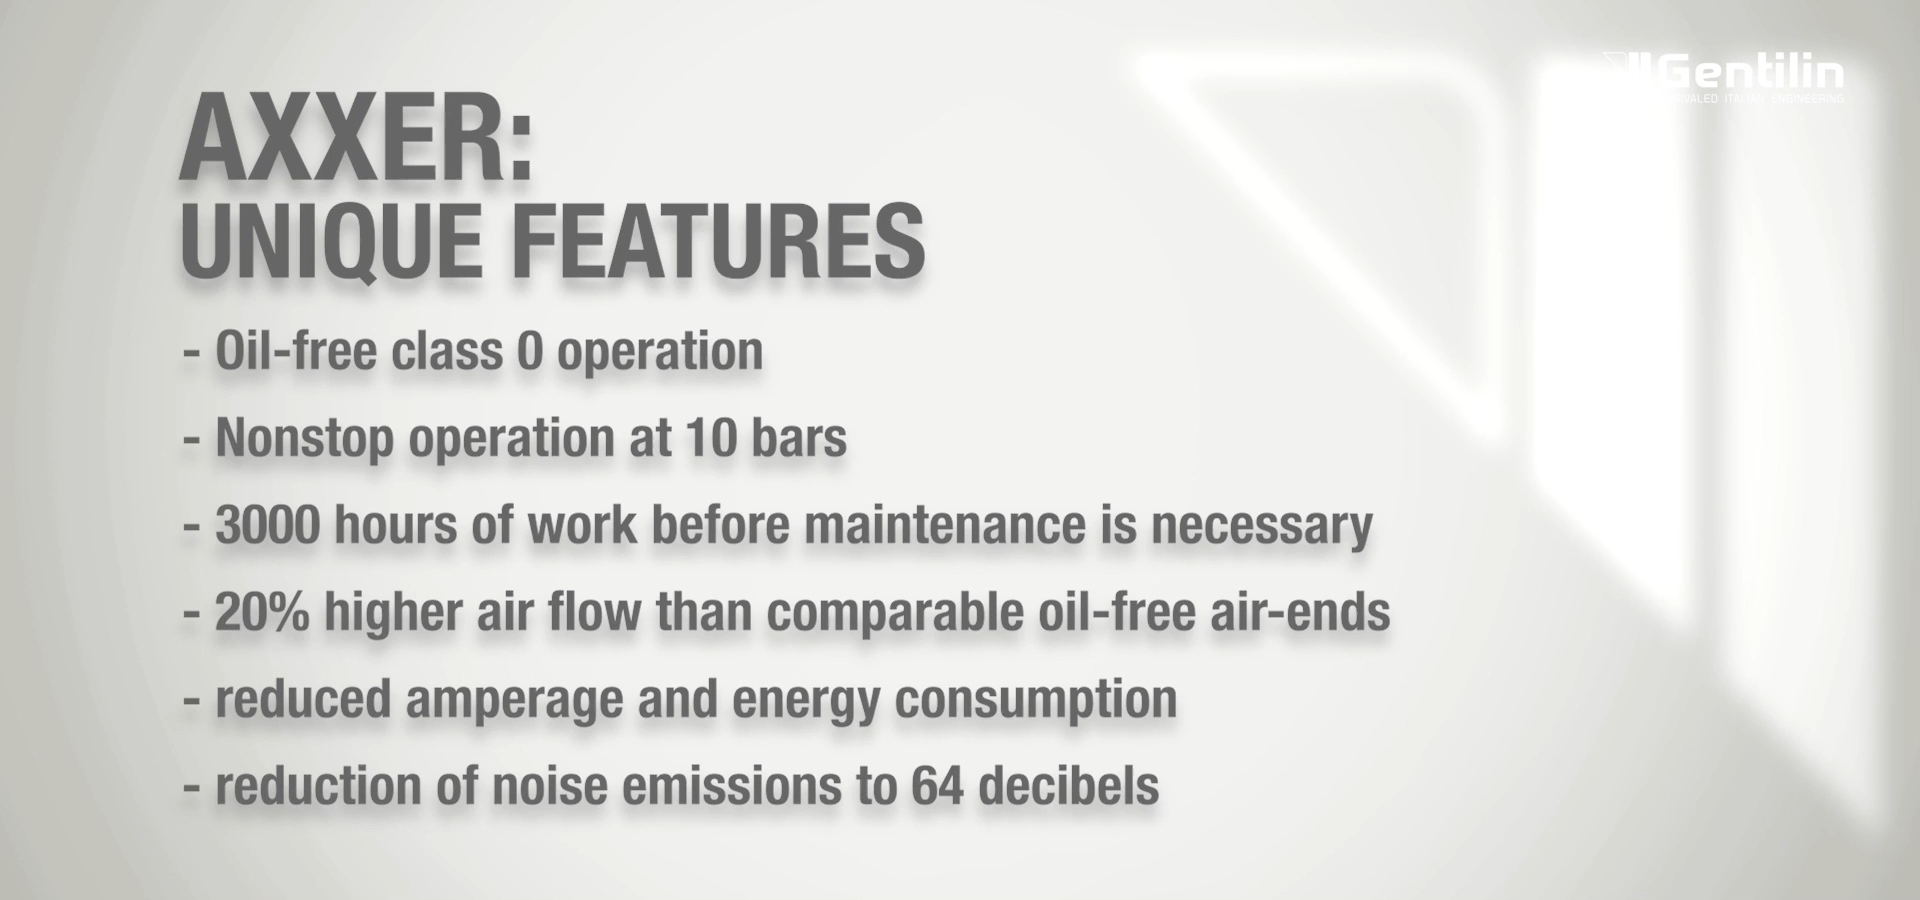 Gentilin
ITALIAN ENGINEERING
AXXER:
UNIQUE FEATURES
- Oil-free class 0 operation
- Nonstop operation at 10 bars
- 3000 hours of work before maintenance is necessary
- 20% higher air flow than comparable oil-free air-ends
- reduced amperage and energy consumption
- reduction of noise emissions to 64 decibels